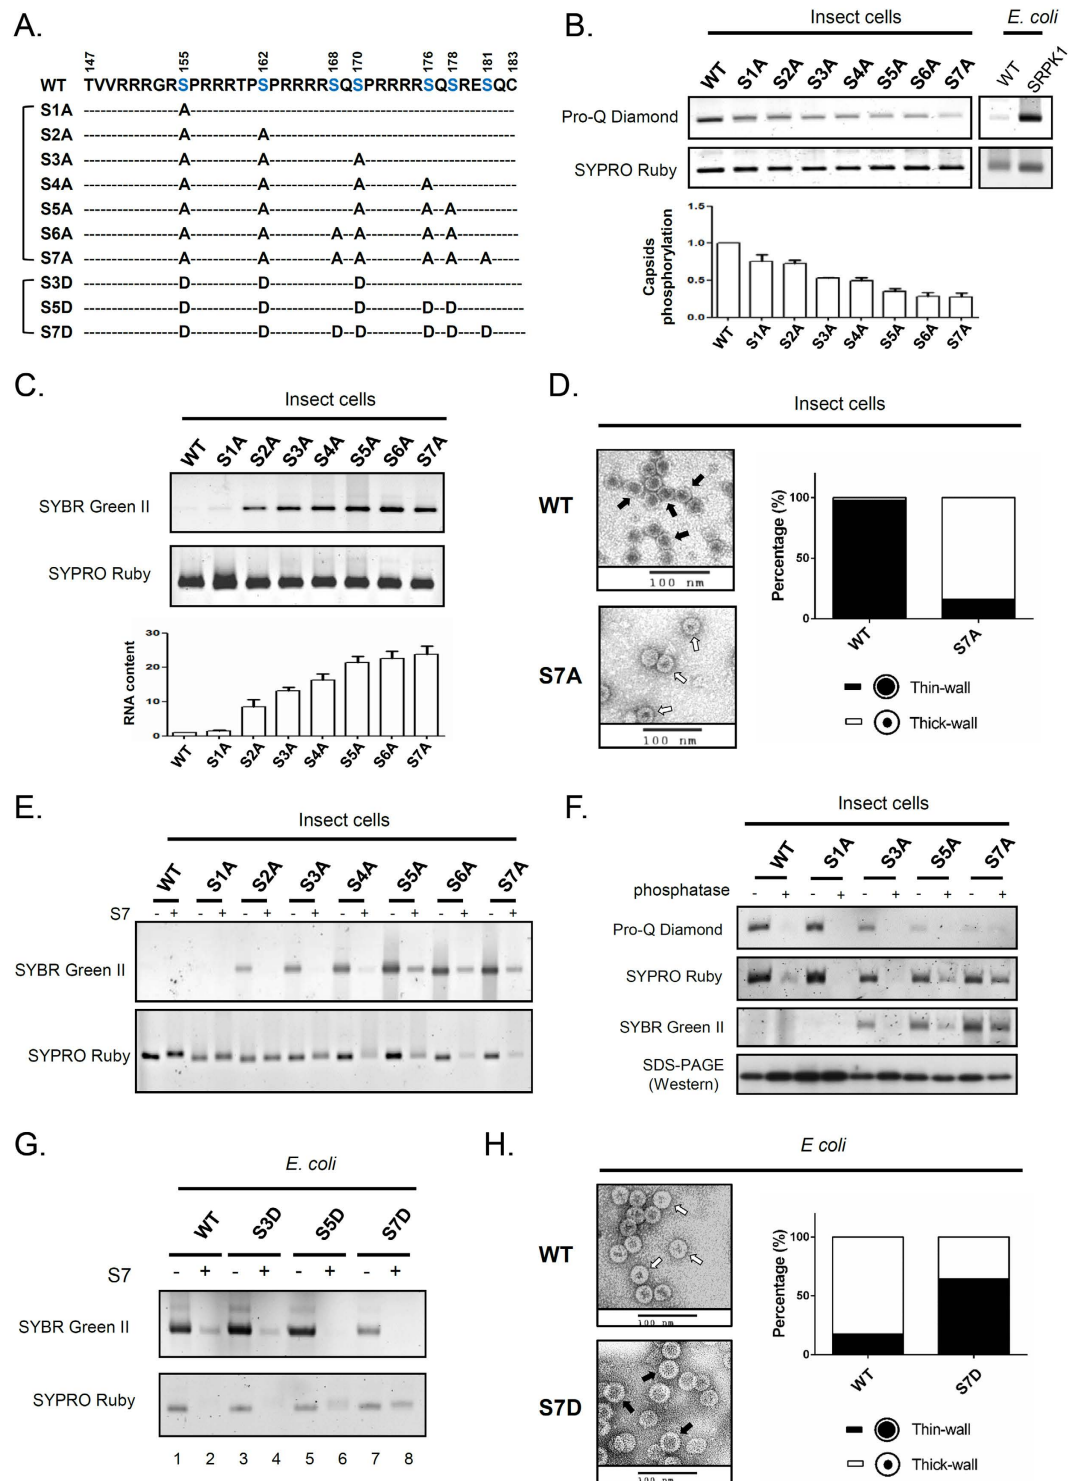 A.
147 155 162 168 170 176 178 181 183
WT TVVRRRGRSPRRRTPSPRRRRSQSPRRRRSQSRESQC
S1A ----A----
S2A ----A----A----
S3A ----A----A----A----
S4A ----A----A----A----A----
S5A ----A----A----A----A--A----
S6A ----A----A----A--A----A--A----
S7A ----A----A----A--A----A--A---A---
S3D ----D----D----D----
S5D ----D----D----D----D--D----
S7D ----D----D----D--D----D--D---D---
B.
Insect cells
E. coli
WT S1A S2A S3A S4A S5A S6A S7A WT SRPK1
Pro-Q Diamond
SYPRO Ruby
Capsids
phosphorylation
1.5
1.0
0.5
0.0
WT S1A S2A S3A S4A S5A S6A S7A
C.
Insect cells
WT S1A S2A S3A S4A S5A S6A S7A
SYBR Green II
SYPRO Ruby
RNA content
30
20
10
0
WT S1A S2A S3A S4A S5A S6A S7A
D.
Insect cells
WT
100 nm
S7A
100 nm
Percentage (%)
100
50
0
WT S7A
Thin-wall
Thick-wall
E.
Insect cells
WT S1A S2A S3A S4A S5A S6A S7A
S7 - + - + - + - + - + - + - + - +
SYBR Green II
SYPRO Ruby
F.
Insect cells
WT S1A S3A S5A S7A
phosphatase - + - + - + - + - +
Pro-Q Diamond
SYPRO Ruby
SYBR Green II
SDS-PAGE
(Western)
G.
E. coli
WT S3D S5D S7D
S7 - + - + - + - +
SYBR Green II
SYPRO Ruby
1 2 3 4 5 6 7 8
H.
E coli
WT
100 nm
S7D
100 nm
Percentage (%)
100
50
0
WT S7D
Thin-wall
Thick-wall